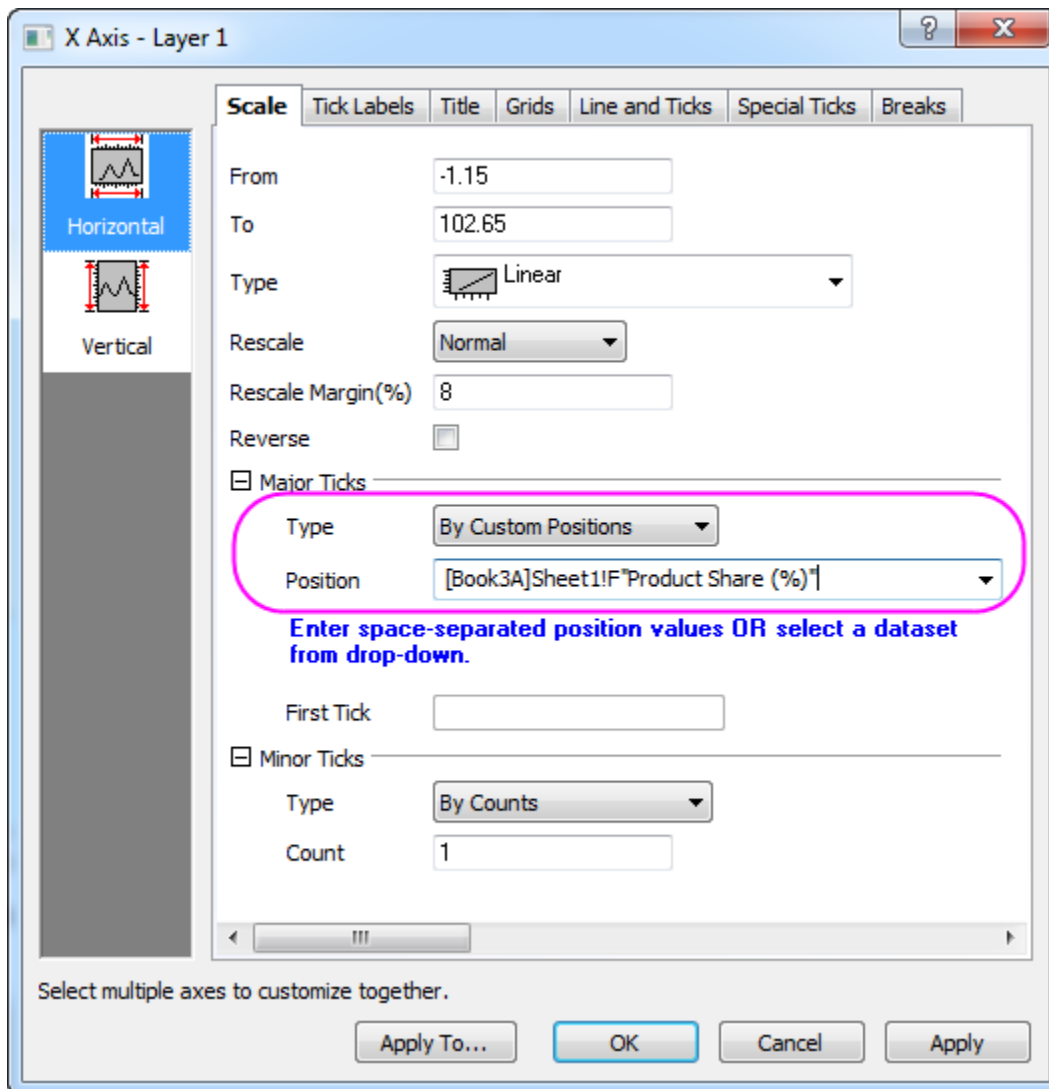 X Axis - Layer 1
Scale Tick Labels Title Grids Line and Ticks Special Ticks Breaks
Horizontal
Vertical
From -1.15
To 102.65
Type Linear
Rescale Normal
Rescale Margin(%) 8
Reverse
Major Ticks
Type By Custom Positions
Position [Book3A]Sheet1!F"Product Share (%)"
Enter space-separated position values OR select a dataset
from drop-down.
First Tick
Minor Ticks
Type By Counts
Count 1
Select multiple axes to customize together.
Apply To... OK Cancel Apply